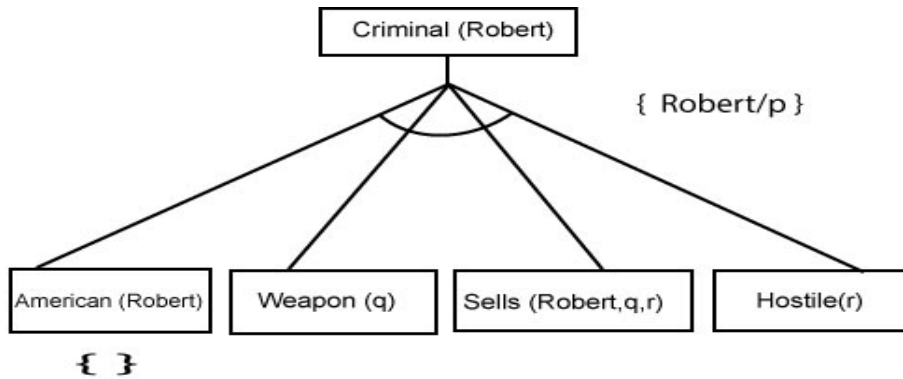 Criminal (Robert)
{ Robert/p }
American (Robert)
Weapon (q)
Sells (Robert,q,r)
Hostile(r)
{ }